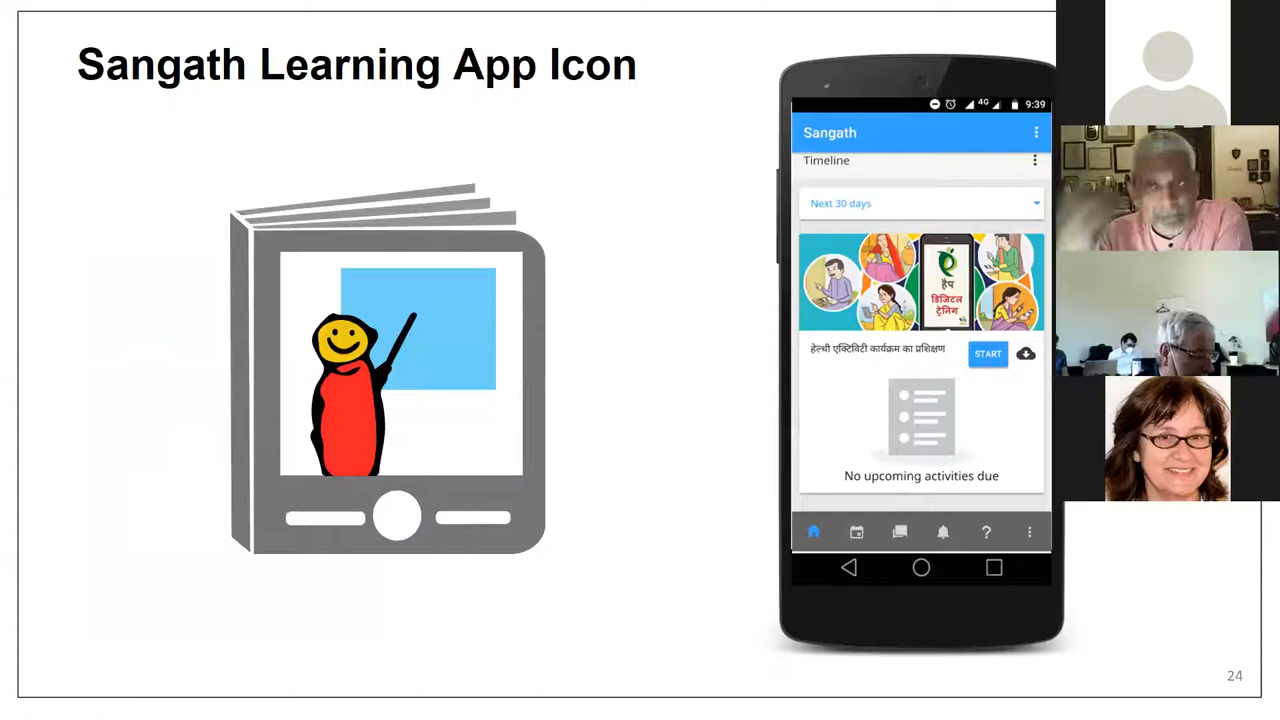 Sangath Learning App Icon
4G 9:39
Sangath
Timeline
Next 30 days
हैप
डिजिटल
ट्रेनिंग
हेल्थी एक्टिविटी कार्यक्रम का प्रशिक्षण
START
No upcoming activities due
?
24